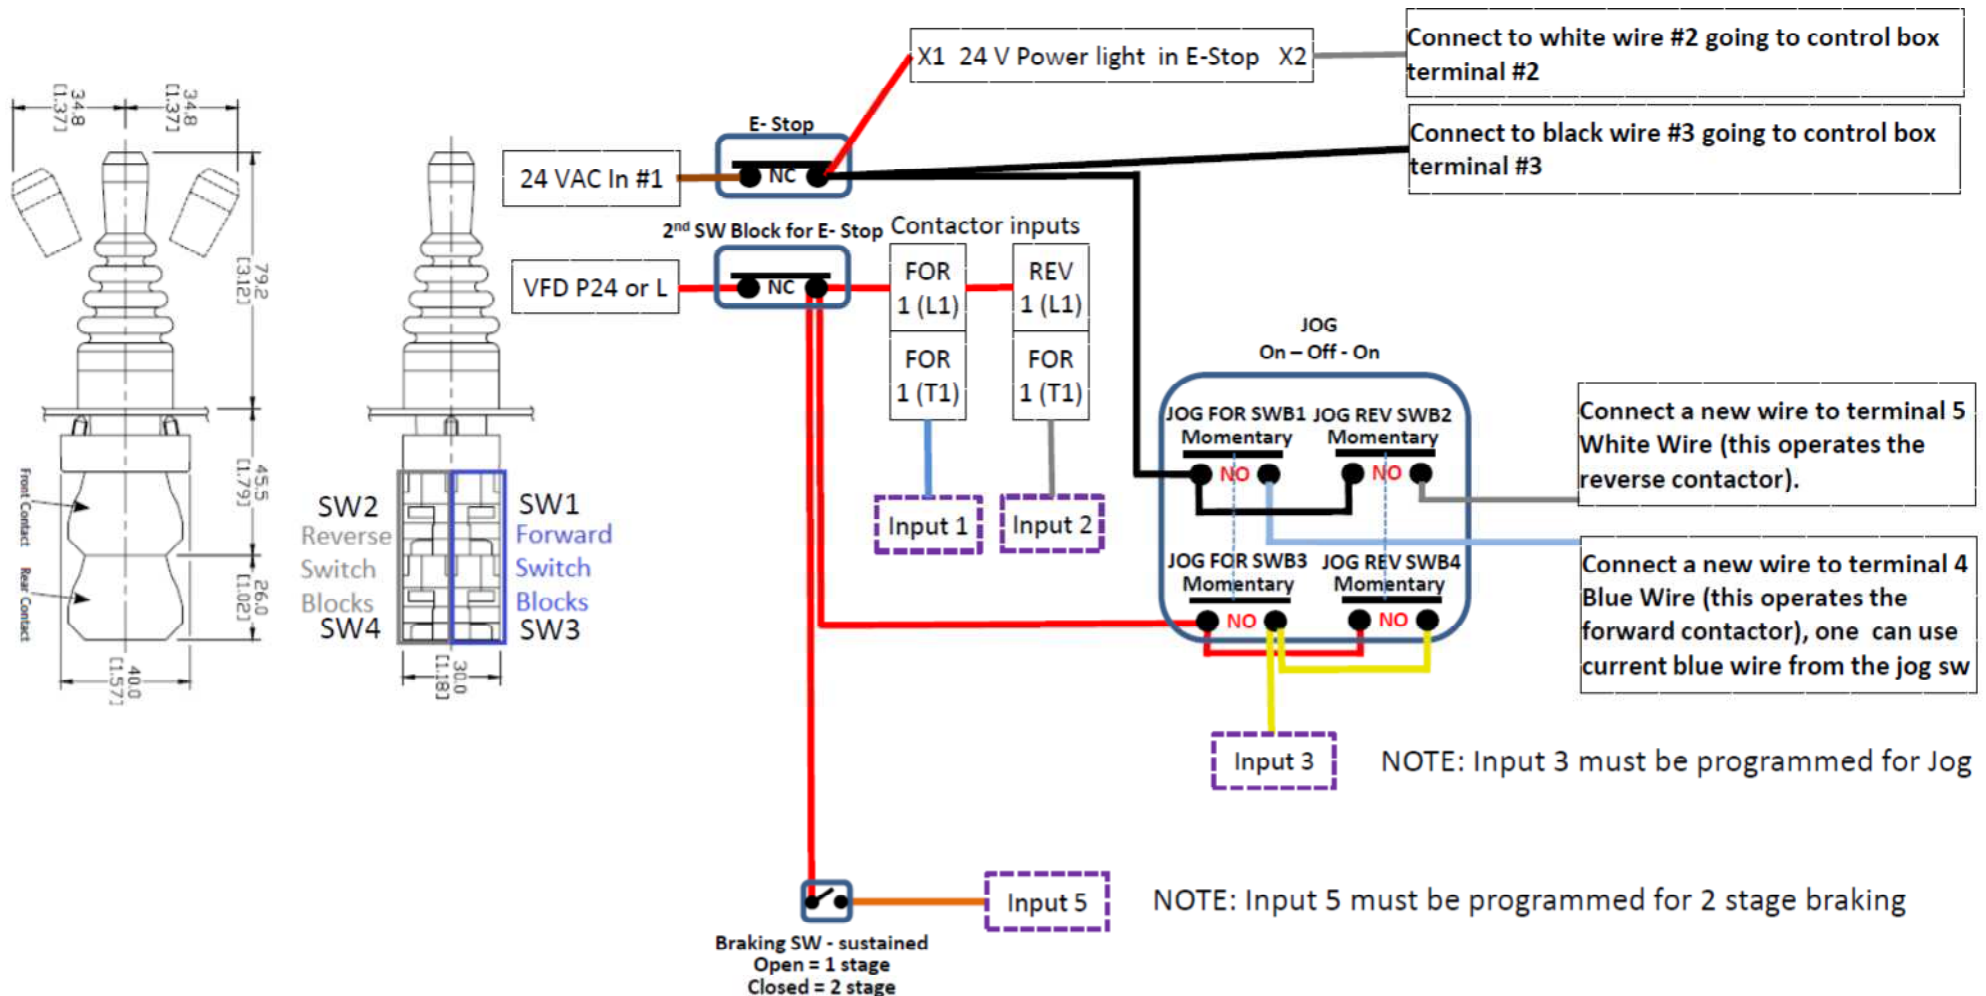 X1 24 V Power light in E-Stop X2
Connect to white wire #2 going to control box
terminal #2
Connect to black wire #3 going to control box
terminal #3
E- Stop
24 VAC In #1
NC
2nd SW Block for E- Stop
Contactor inputs
VFD P24 or L
NC
FOR
1 (L1)
REV
1 (L1)
FOR
1 (T1)
FOR
1 (T1)
Input 1
Input 2
JOG
On – Off - On
JOG FOR SWB1
Momentary
NO
JOG REV SWB2
Momentary
NO
JOG FOR SWB3
Momentary
NO
JOG REV SWB4
Momentary
NO
Connect a new wire to terminal 5
White Wire (this operates the
reverse contactor).
Connect a new wire to terminal 4
Blue Wire (this operates the
forward contactor), one can use
current blue wire from the jog sw
Input 3
NOTE: Input 3 must be programmed for Jog
Input 5
NOTE: Input 5 must be programmed for 2 stage braking
Braking SW - sustained
Open = 1 stage
Closed = 2 stage
34.8
[1.37]
34.8
[1.37]
79.2
[3.12]
45.5
[1.79]
26.0
[1.02]
40.0
[1.57]
Front Contact
Rear Contact
30.0
[1.18]
SW2
Reverse
Switch
Blocks
SW4
SW1
Forward
Switch
Blocks
SW3